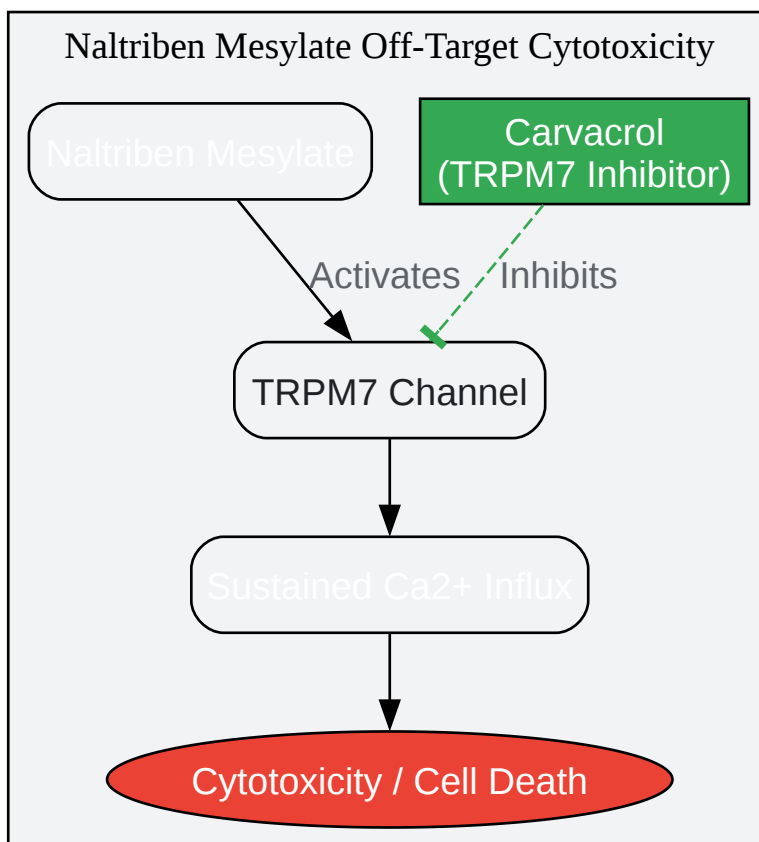 Naltriben Mesylate Off-Target Cytotoxicity
Naltriben Mesylate
Carvacrol
(TRPM7 Inhibitor)
Activates
Inhibits
TRPM7 Channel
Sustained Ca2+ Influx
Cytotoxicity / Cell Death